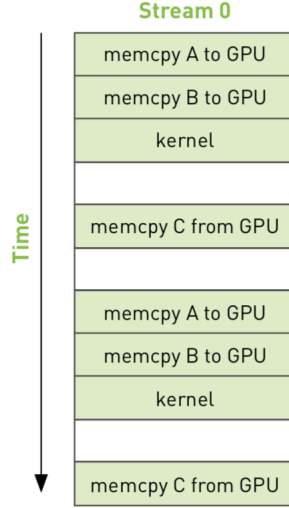 Stream 0
Time
memcpy A to GPU
memcpy B to GPU
kernel
memcpy C from GPU
memcpy A to GPU
memcpy B to GPU
kernel
memcpy C from GPU